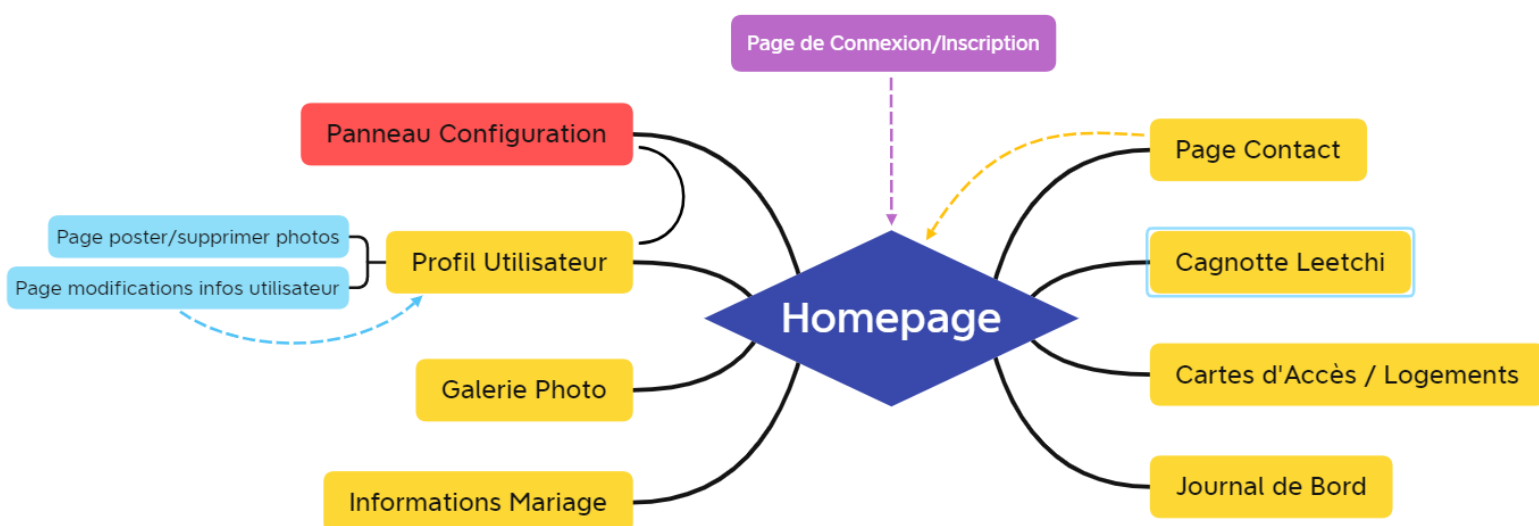 Page de Connexion/Inscription
Panneau Configuration
Page Contact
Page poster/supprimer photos
Profil Utilisateur
Cagnotte Leetchi
Page modifications infos utilisateur
Homepage
Galerie Photo
Cartes d'Accès / Logements
Informations Mariage
Journal de Bord